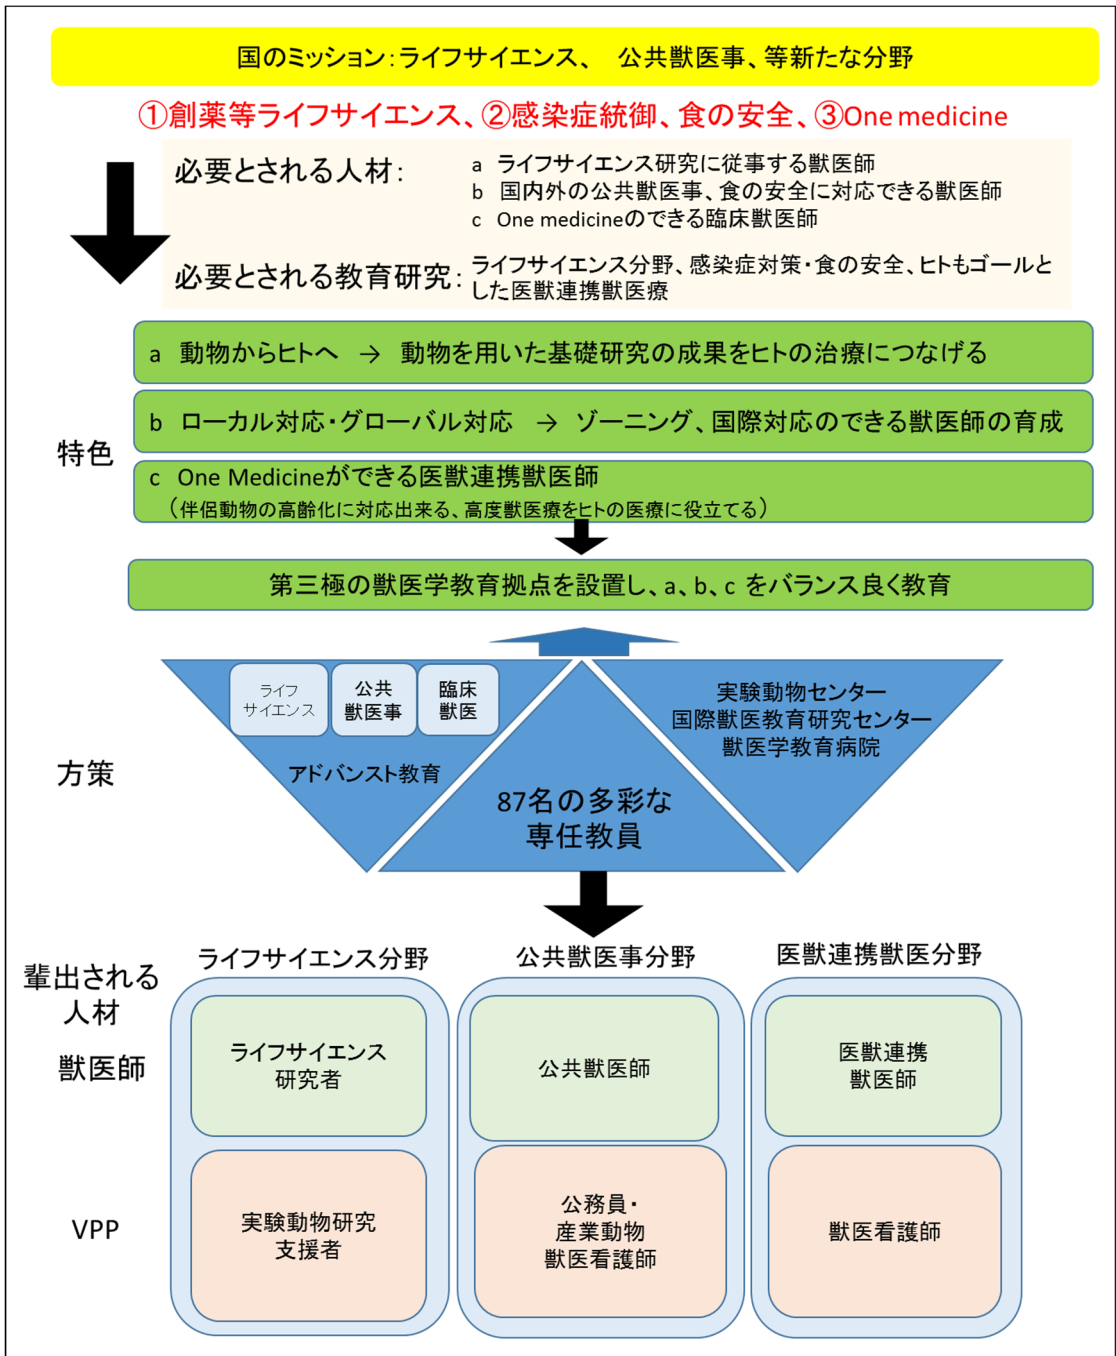 国のミッション：ライフサイエンス、　公共獣医事、等新たな分野
①創薬等ライフサイエンス、②感染症統御、食の安全、③One medicine
必要とされる人材：
a　ライフサイエンス研究に従事する獣医師
b　国内外の公共獣医事、食の安全に対応できる獣医師
c　One medicineのできる臨床獣医師
必要とされる教育研究：
ライフサイエンス分野、感染症対策・食の安全、ヒトもゴールと
した医獣連携獣医療
特色
a　動物からヒトへ　→　動物を用いた基礎研究の成果をヒトの治療につなげる
b　ローカル対応・グローバル対応　→　ゾーニング、国際対応のできる獣医師の育成
c　One Medicineができる医獣連携獣医師
（伴侶動物の高齢化に対応出来る、高度獣医療をヒトの医療に役立てる）
第三極の獣医学教育拠点を設置し、a、b、c をバランス良く教育
方策
ライフ
サイエンス
公共
獣医事
臨床
獣医
アドバンスト教育
87名の多彩な
専任教員
実験動物センター
国際獣医教育研究センター
獣医学教育病院
輩出される
人材
ライフサイエンス分野
公共獣医事分野
医獣連携獣医分野
獣医師
ライフサイエンス
研究者
公共獣医師
医獣連携
獣医師
VPP
実験動物研究
支援者
公務員・
産業動物
獣医看護師
獣医看護師